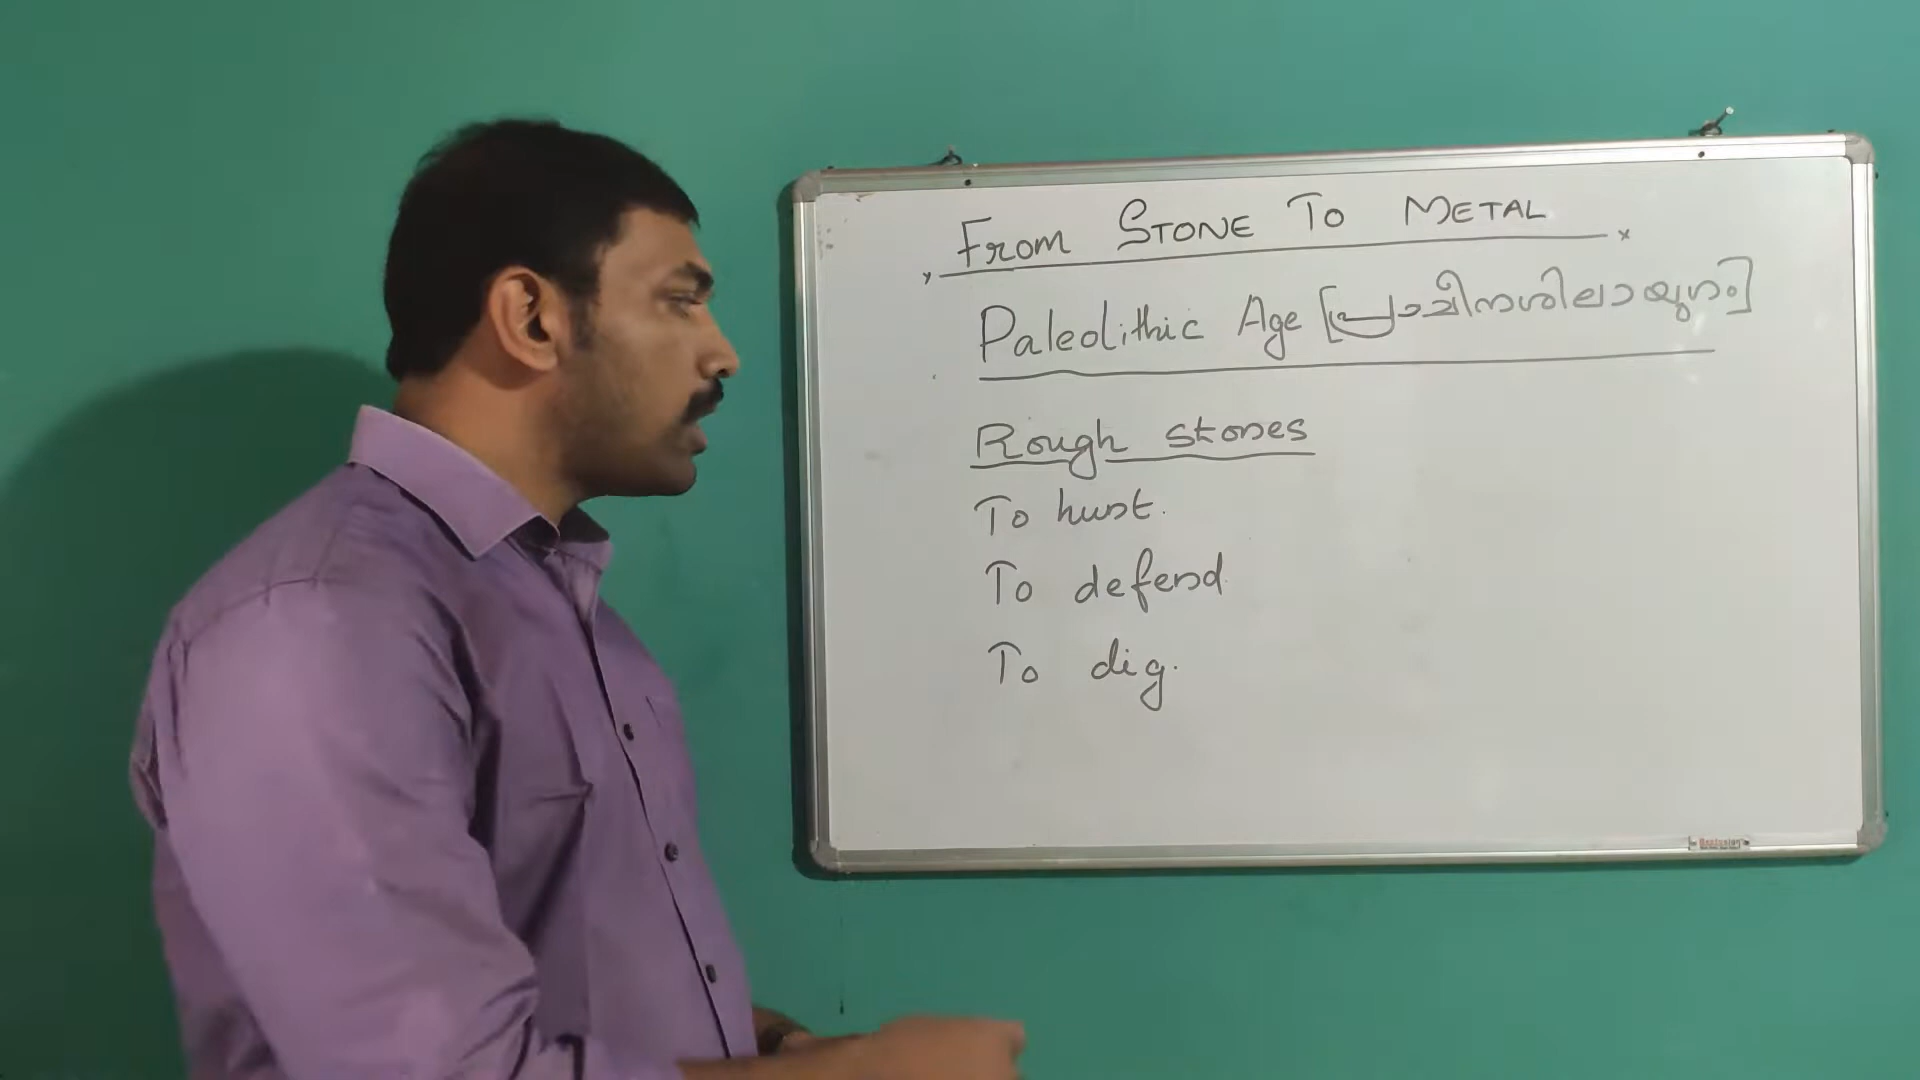 From STONE TO METAL
Paleolithic Age [പ്രാചീനശിലായുഗം]
Rough stones
To hunt.
To defend
To dig.